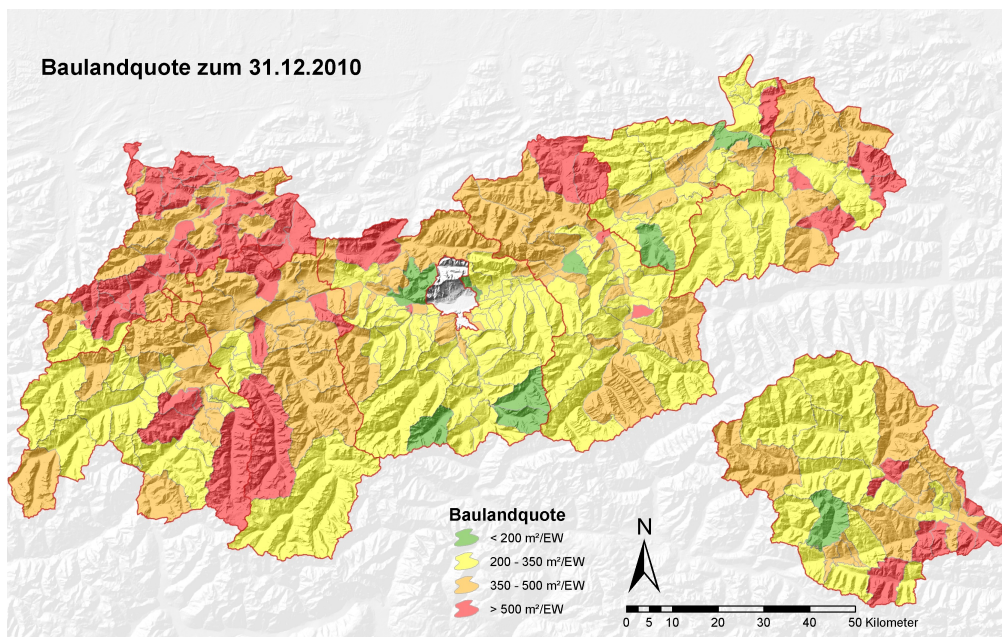 Baulandquote zum 31.12.2010
Baulandquote
< 200 m²/EW
200 - 350 m²/EW
350 - 500 m²/EW
> 500 m²/EW
N
0 5 10 20 30 40 50 Kilometer